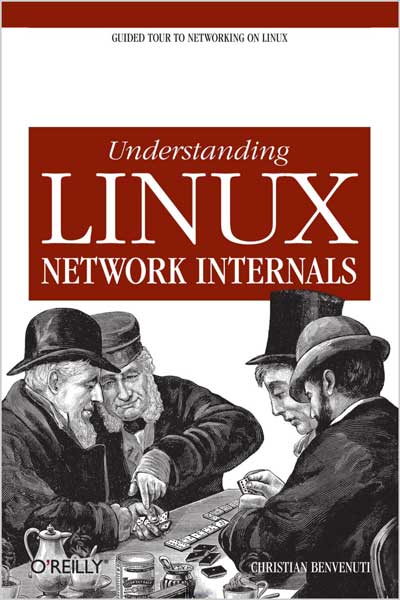 GUIDED TOUR TO NETWORKING ON LINUX
Understanding
LINUX
NETWORK INTERNALS
O'REILLY
CHRISTIAN BENVENUTI